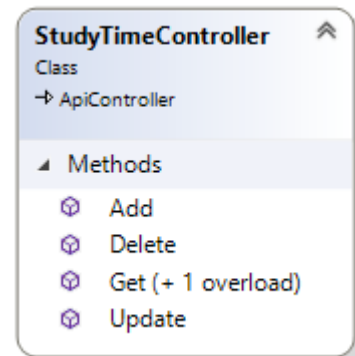 StudyTimeController
Class
ApiController
Methods
Add
Delete
Get (+ 1 overload)
Update